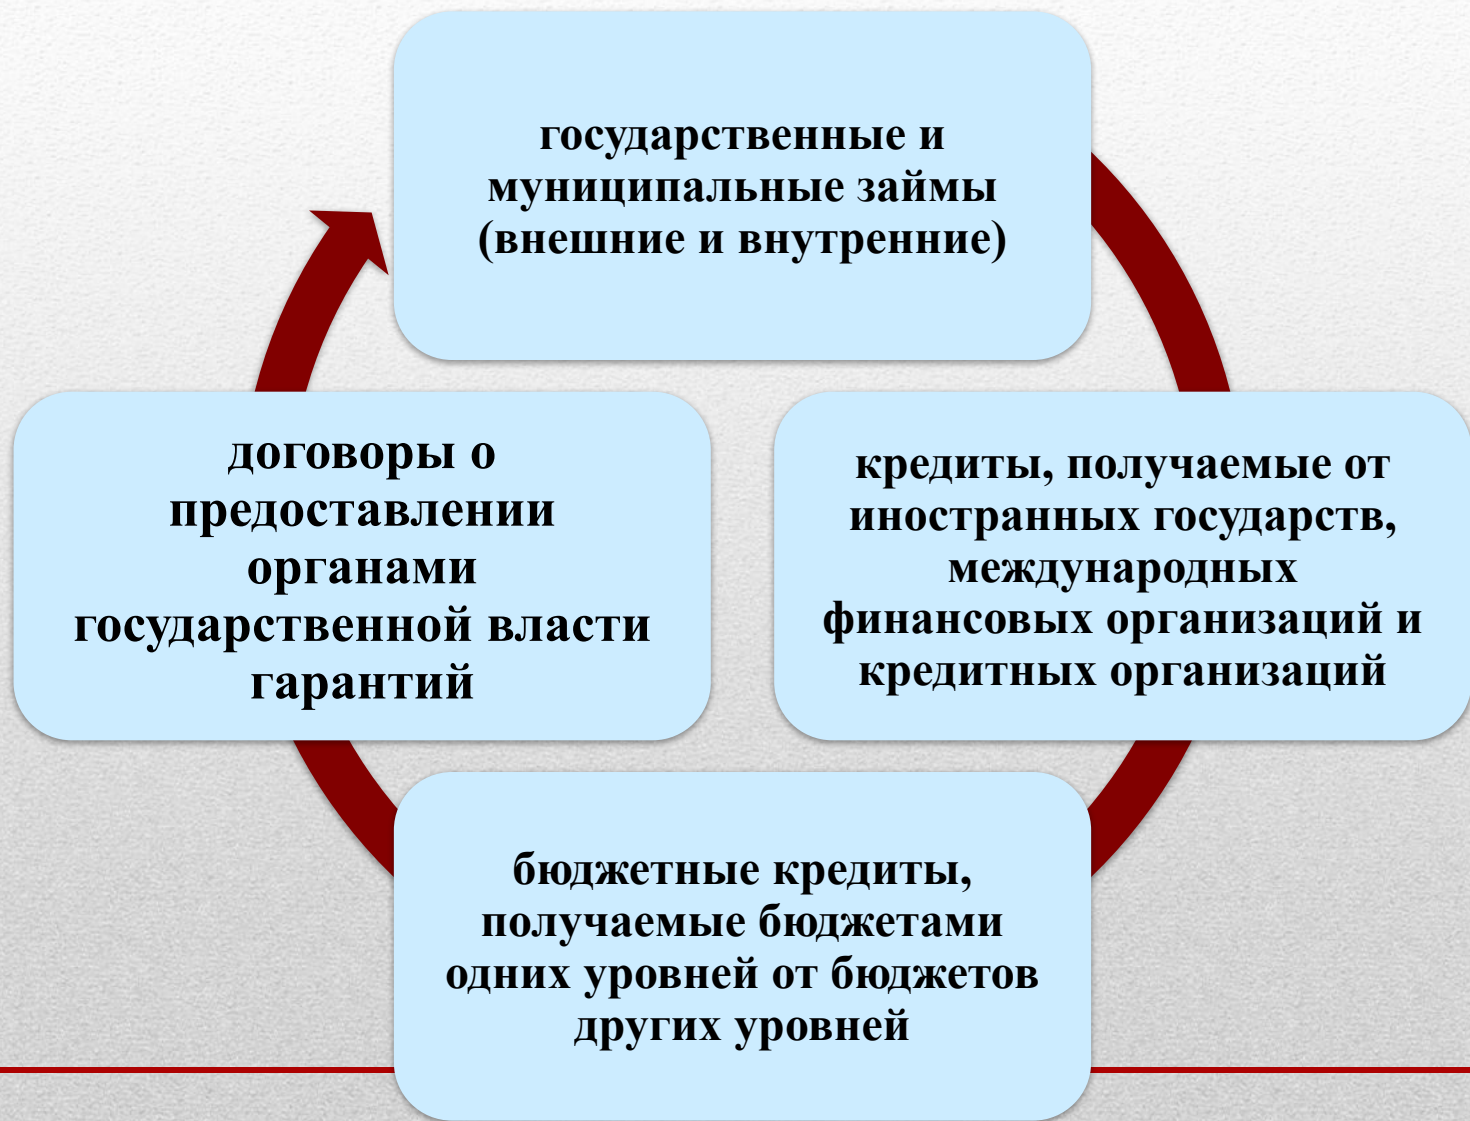 государственные и
муниципальные займы
(внешние и внутренние)
договоры о
предоставлении
органами
государственной власти
гарантий
кредиты, получаемые от
иностранных государств,
международных
финансовых организаций и
кредитных организаций
бюджетные кредиты,
получаемые бюджетами
одних уровней от бюджетов
других уровней